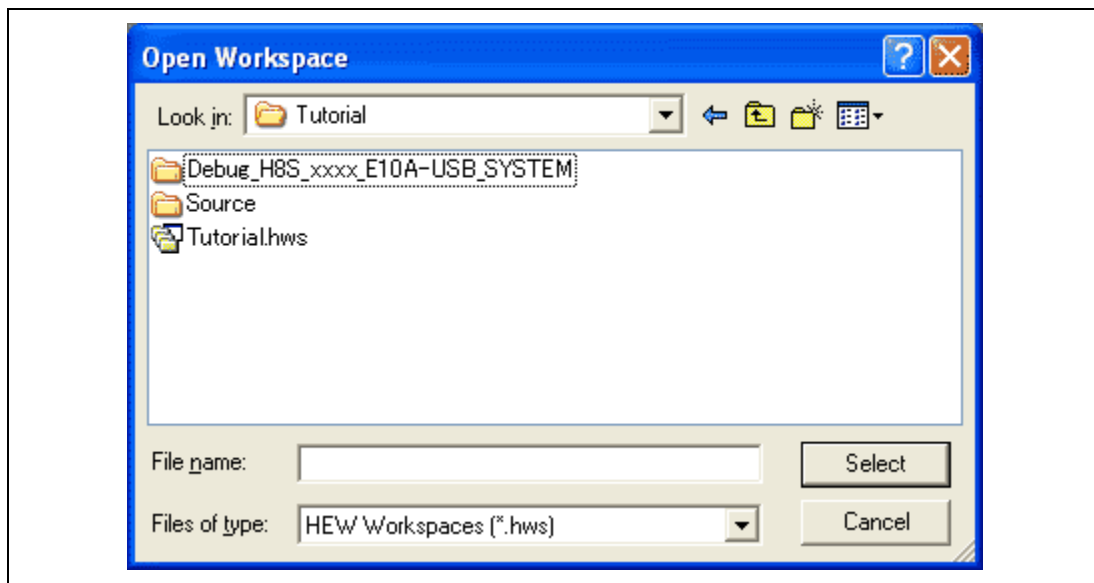 Open Workspace
Look in: Tutorial
Debug_H8S_xxxx_E10A-USB_SYSTEM
Source
Tutorial.hws
File name: Select
Files of type: HEW Workspaces (*.hws) Cancel